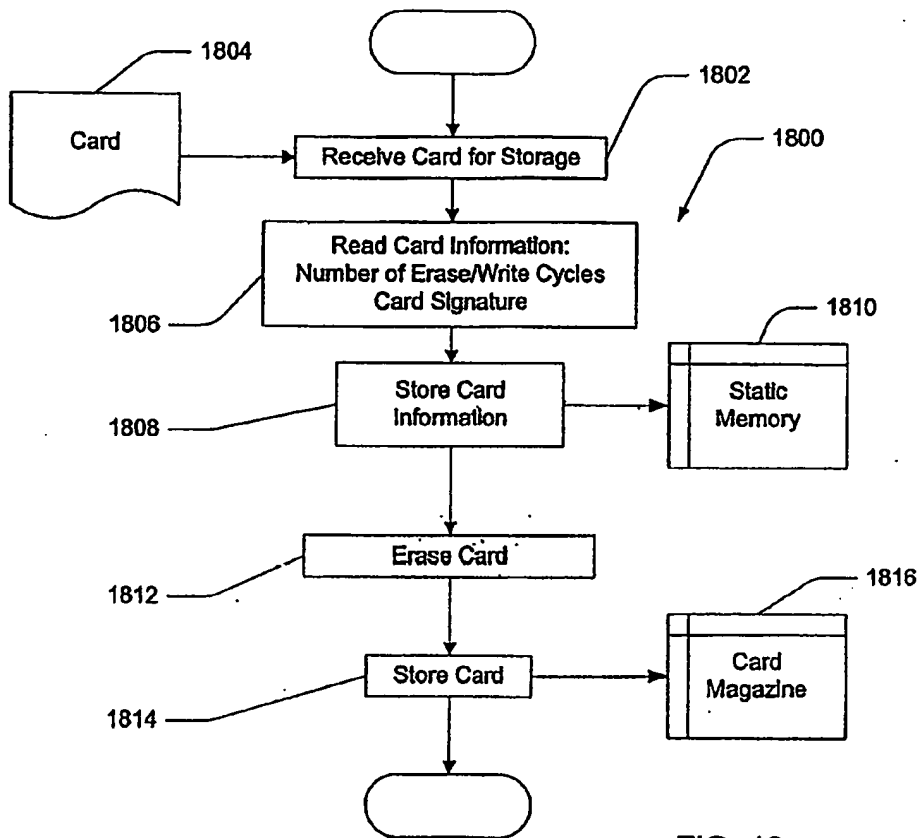 1804
1802
Card
Receive Card for Storage
1800
Read Card Information:
Number of Erase/Write Cycles
Card Signature
1806
1810
Store Card
Information
Static
Memory
1808
Erase Card
1812
1816
Store Card
Card
Magazine
1814